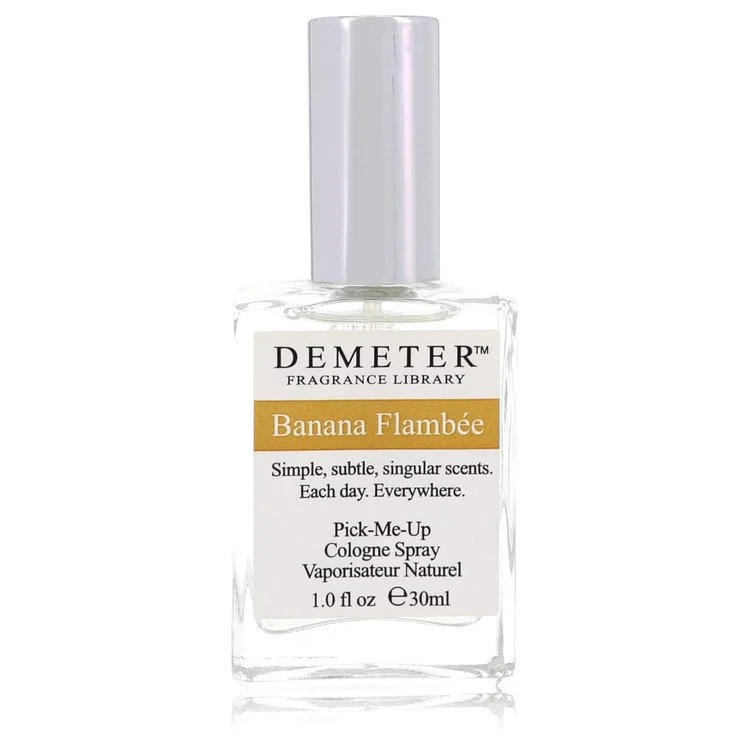 DEMETER™
FRAGRANCE LIBRARY
Banana Flambée
Simple, subtle, singular scents.
Each day. Everywhere.
Pick-Me-Up
Cologne Spray
Vaporisateur Naturel
1.0 fl oz ℮30ml